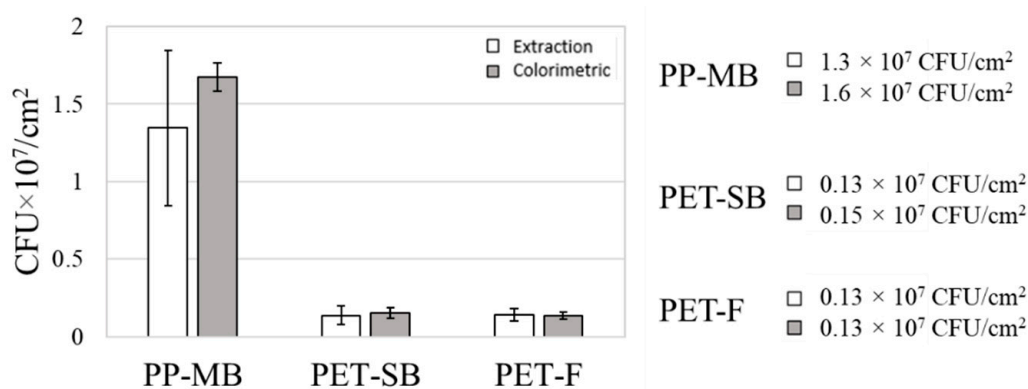 2
1.5
1
0.5
0
CFU×10⁷/cm²
Extraction
Colorimetric
PP-MB
PET-SB
PET-F
PP-MB
1.3 × 10⁷ CFU/cm²
1.6 × 10⁷ CFU/cm²
PET-SB
0.13 × 10⁷ CFU/cm²
0.15 × 10⁷ CFU/cm²
PET-F
0.13 × 10⁷ CFU/cm²
0.13 × 10⁷ CFU/cm²